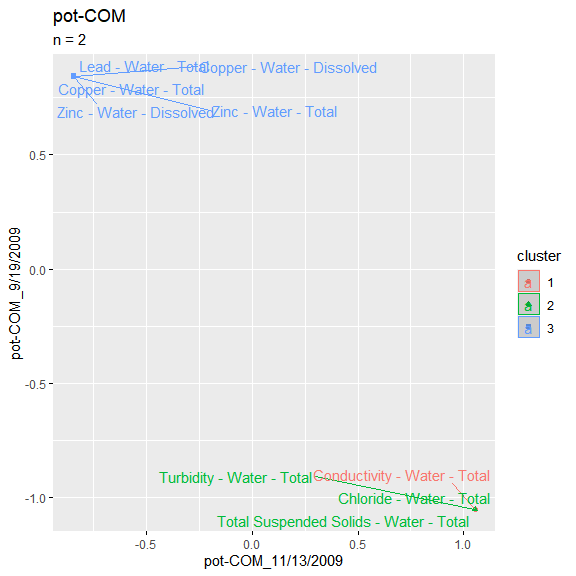 pot-COM
n = 2
Lead - Water - Total
Copper - Water - Dissolved
Copper - Water - Total
Zinc - Water - Dissolved
Zinc - Water - Total
0.5
0.0
-0.5
-1.0
pot-COM_9/19/2009
Turbidity - Water - Total
Conductivity - Water - Total
Chloride - Water - Total
Total Suspended Solids - Water - Total
-0.5
0.0
0.5
1.0
pot-COM_11/13/2009
cluster
1
2
3